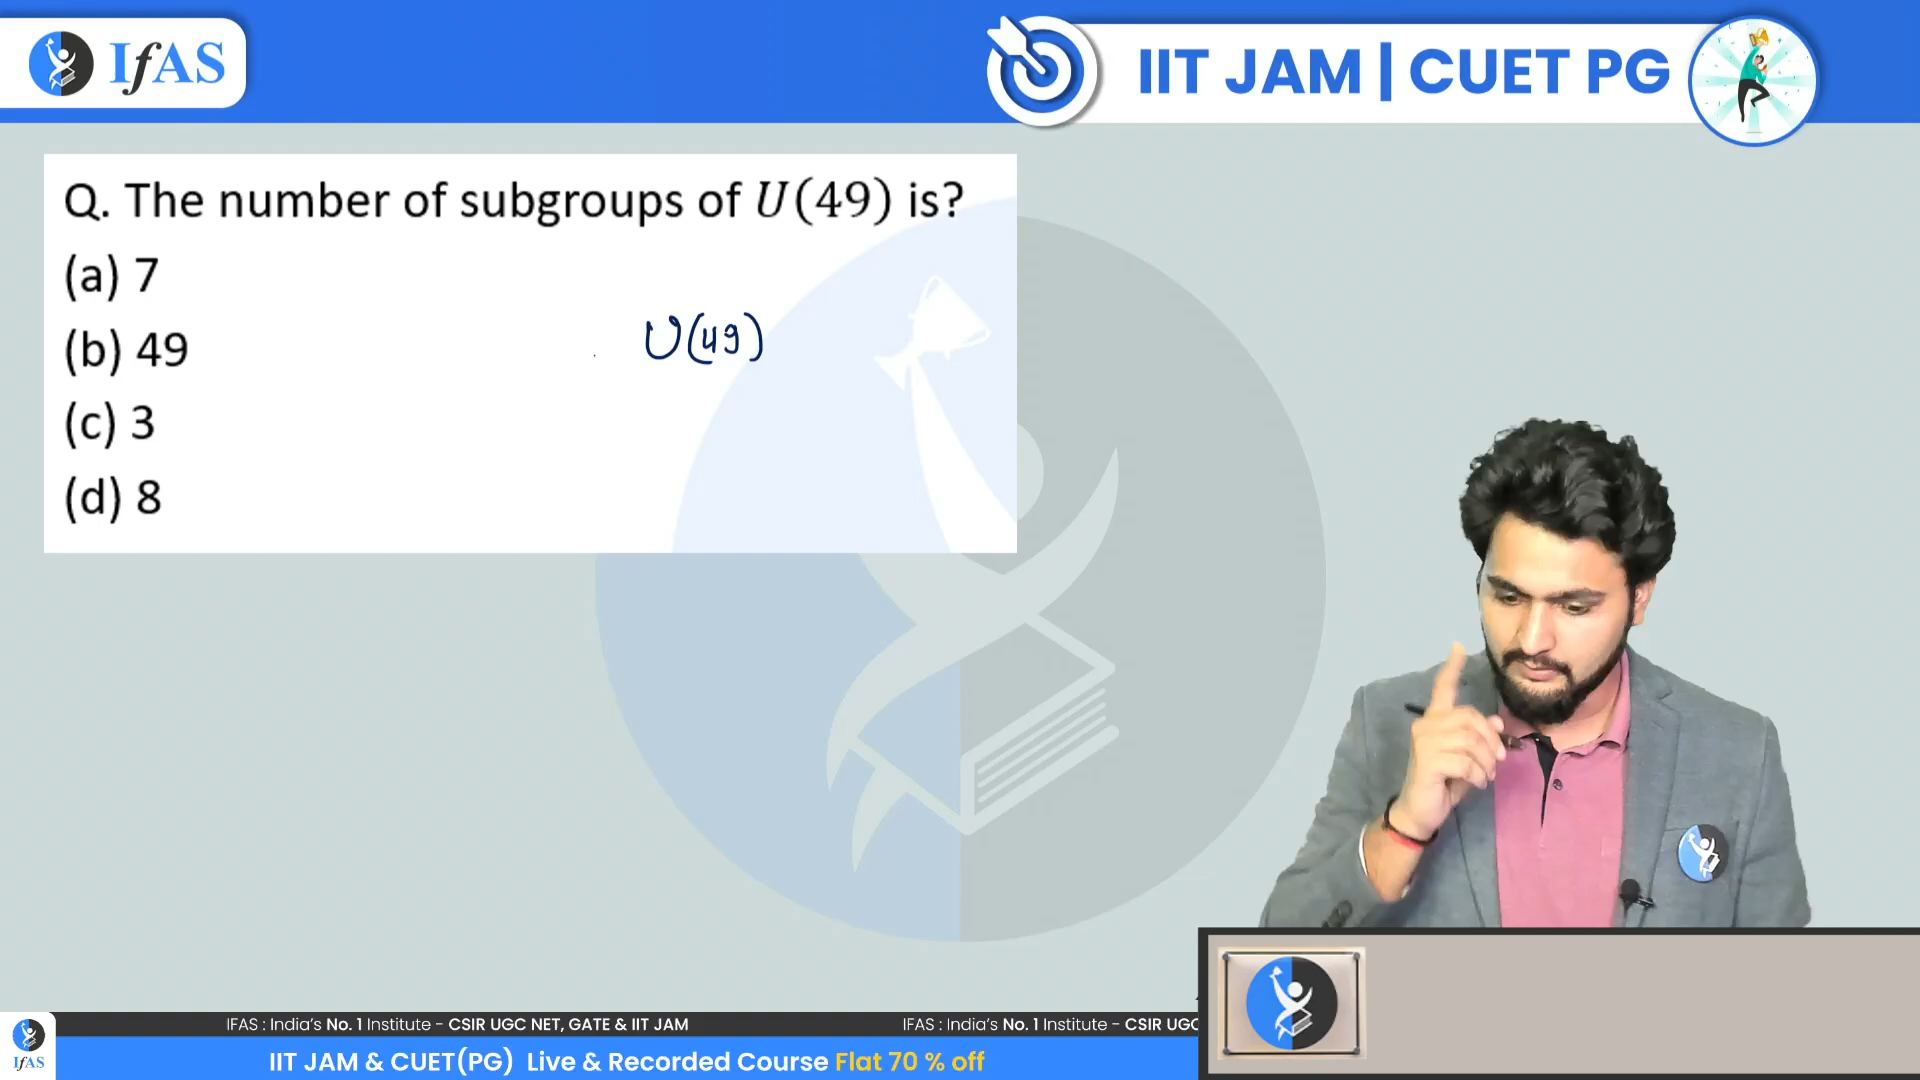 IfAS
IIT JAM | CUET PG
Q. The number of subgroups of U(49) is?
(a) 7
(b) 49
(c) 3
(d) 8
U(49)
IFAS : India's No. 1 Institute - CSIR UGC NET, GATE & IIT JAM
IFAS : India's No. 1 Institute - CSIR UGC
IfAS
IIT JAM & CUET(PG) Live & Recorded Course Flat 70 % off